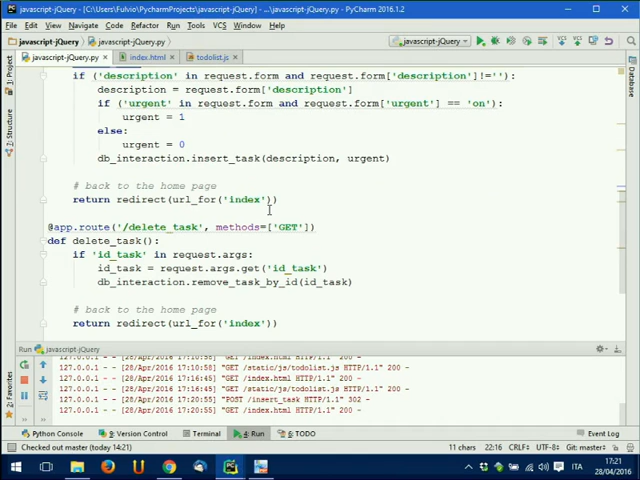 javascript-jQuery - [C:\Users\Fulvio\PycharmProjects\javascript-jQuery] - ...\javascript-jQuery.py - PyCharm 2016.1.2
File Edit View Navigate Code Refactor Run Tools VCS Window Help
javascript-jQuery javascript-jQuery.py javascript-jQuery
javascript-jQuery.py index.html todolist.js
if ('description' in request.form and request.form['description']!=''):
description = request.form['description']
if ('urgent' in request.form and request.form['urgent'] == 'on'):
urgent = 1
else:
urgent = 0
db_interaction.insert_task(description, urgent)
# back to the home page
return redirect(url_for('index'))
@app.route('/delete_task', methods=['GET'])
def delete_task():
if 'id_task' in request.args:
id_task = request.args.get('id_task')
db_interaction.remove_task_by_id(id_task)
# back to the home page
return redirect(url_for('index'))
1: Project
7: Structure
2: Favorites
Database
Run javascript-jQuery
127.0.0.1 - - [28/Apr/2016 17:10:58] "GET /index.html HTTP/1.1" 200 -
127.0.0.1 - - [28/Apr/2016 17:10:58] "GET /static/js/todolist.js HTTP/1.1" 200 -
127.0.0.1 - - [28/Apr/2016 17:16:45] "GET /index.html HTTP/1.1" 200 -
127.0.0.1 - - [28/Apr/2016 17:16:45] "GET /static/js/todolist.js HTTP/1.1" 200 -
127.0.0.1 - - [28/Apr/2016 17:20:55] "POST /insert_task HTTP/1.1" 302 -
127.0.0.1 - - [28/Apr/2016 17:20:55] "GET /index.html HTTP/1.1" 200 -
Python Console 9: Version Control Terminal 4: Run 6: TODO Event Log
Checked out master (today 14:21) 11 chars 22:16 CRLF UTF-8 Git: master
ITA 17:21
28/04/2016